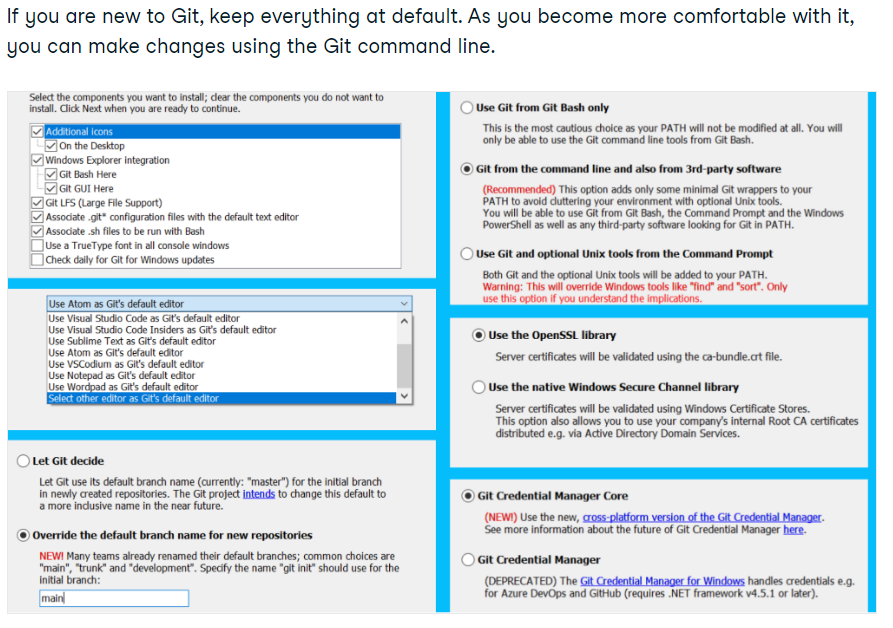 If you are new to Git, keep everything at default. As you become more comfortable with it,
you can make changes using the Git command line.
Select the components you want to install; clear the components you do not want to
install. Click Next when you are ready to continue.
Additional icons
On the Desktop
Windows Explorer integration
Git Bash Here
Git GUI Here
Git LFS (Large File Support)
Associate .git* configuration files with the default text editor
Associate .sh files to be run with Bash
Use a TrueType font in all console windows
Check daily for Git for Windows updates
Use Atom as Git's default editor
Use Visual Studio Code as Git's default editor
Use Visual Studio Code Insiders as Git's default editor
Use Sublime Text as Git's default editor
Use Atom as Git's default editor
Use VSCodium as Git's default editor
Use Notepad as Git's default editor
Use Wordpad as Git's default editor
Select other editor as Git's default editor
Let Git decide
Let Git use its default branch name (currently: "master") for the initial branch
in newly created repositories. The Git project intends to change this default to
a more inclusive name in the near future.
Override the default branch name for new repositories
NEW! Many teams already renamed their default branches; common choices are
"main", "trunk" and "development". Specify the name "git init" should use for the
initial branch:
main
Use Git from Git Bash only
This is the most cautious choice as your PATH will not be modified at all. You will
only be able to use the Git command line tools from Git Bash.
Git from the command line and also from 3rd-party software
(Recommended) This option adds only some minimal Git wrappers to your
PATH to avoid cluttering your environment with optional Unix tools.
You will be able to use Git from Git Bash, the Command Prompt and the Windows
PowerShell as well as any third-party software looking for Git in PATH.
Use Git and optional Unix tools from the Command Prompt
Both Git and the optional Unix tools will be added to your PATH.
Warning: This will override Windows tools like "find" and "sort". Only
use this option if you understand the implications.
Use the OpenSSL library
Server certificates will be validated using the ca-bundle.crt file.
Use the native Windows Secure Channel library
Server certificates will be validated using Windows Certificate Stores.
This option also allows you to use your company's internal Root CA certificates
distributed e.g. via Active Directory Domain Services.
Git Credential Manager Core
(NEW!) Use the new, cross-platform version of the Git Credential Manager.
See more information about the future of Git Credential Manager here.
Git Credential Manager
(DEPRECATED) The Git Credential Manager for Windows handles credentials e.g.
for Azure DevOps and GitHub (requires .NET framework v4.5.1 or later).